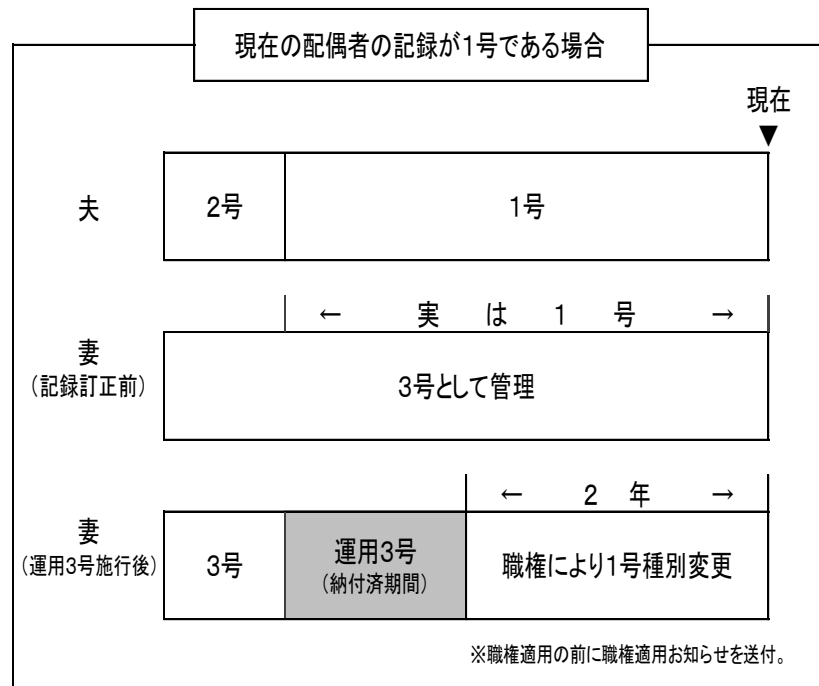 現在の配偶者の記録が1号である場合
現在
▼
夫
2号
1号
← 実は1号 →
妻
（記録訂正前）
3号として管理
← 2年 →
妻
（運用3号施行後）
3号
運用3号
（納付済期間）
職権により1号種別変更
※職権適用の前に職権適用お知らせを送付。